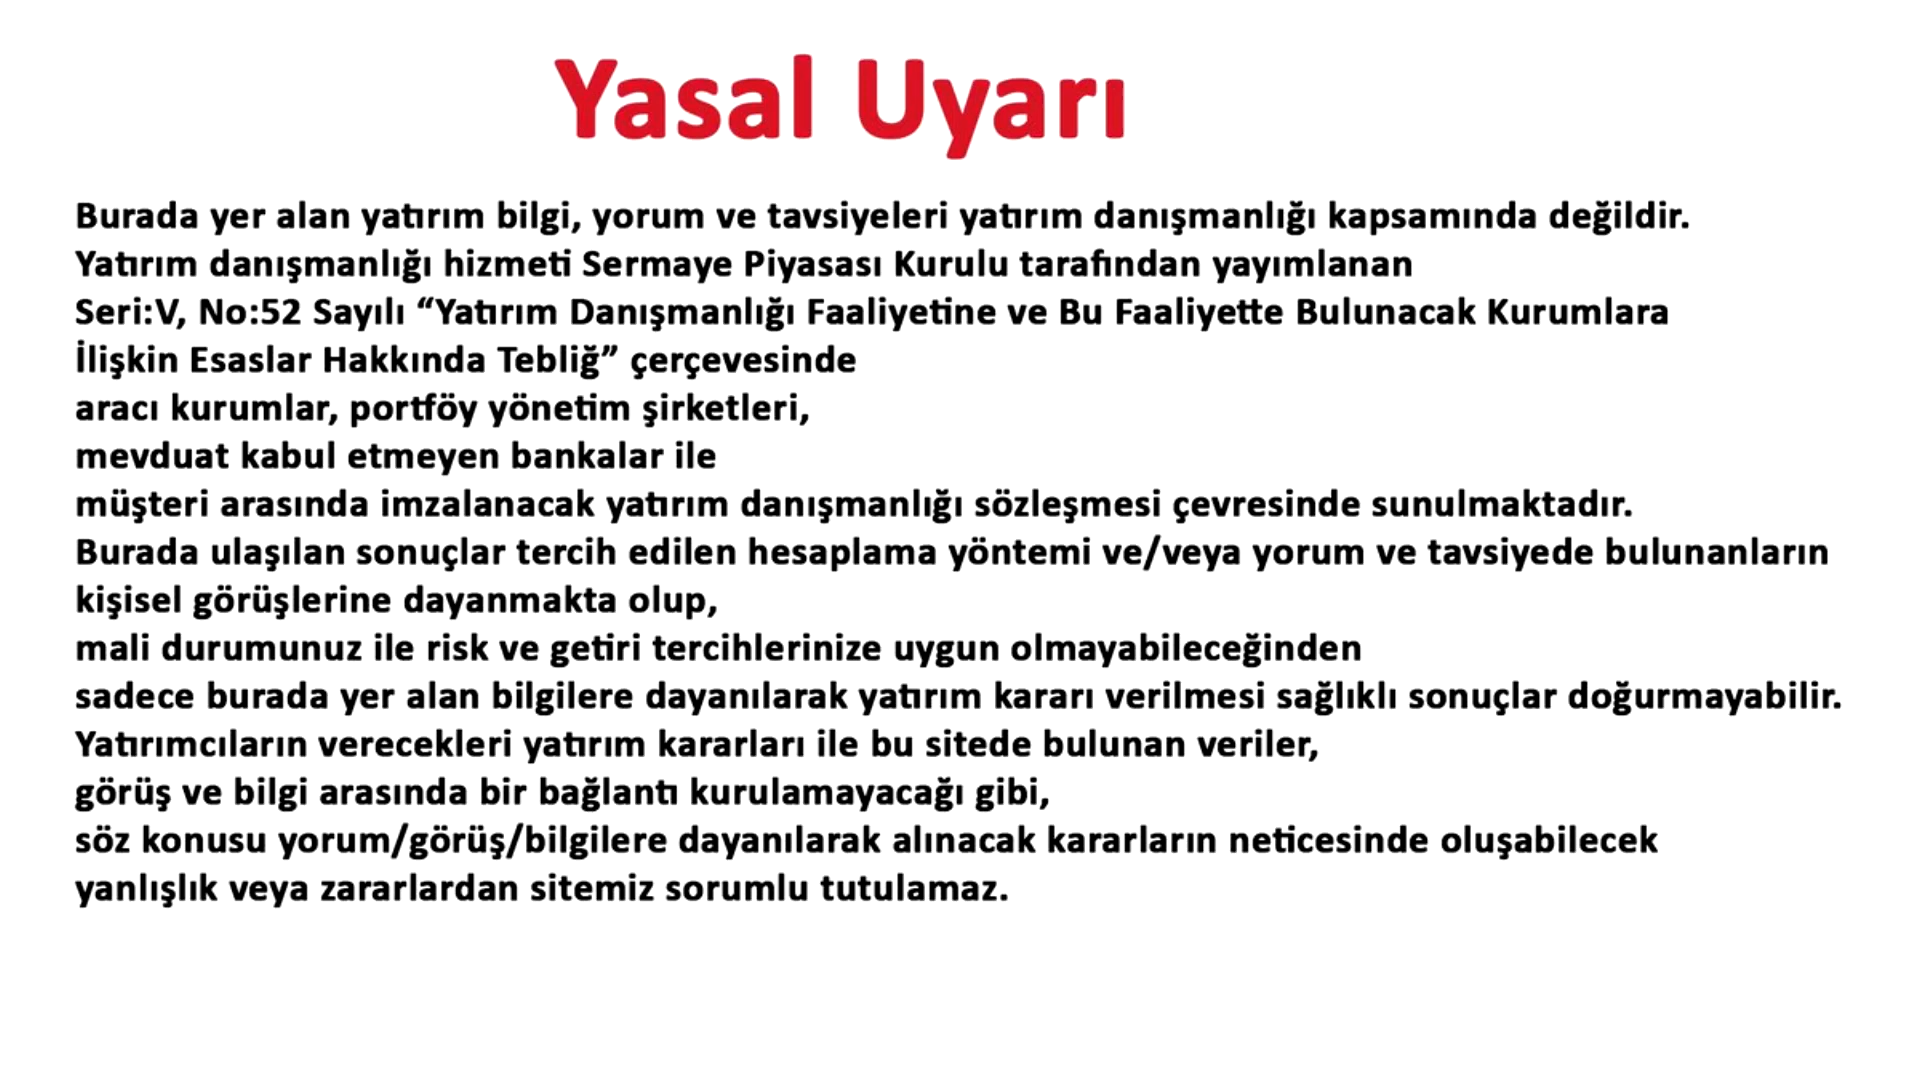 Yasal Uyarı
Burada yer alan yatırım bilgi, yorum ve tavsiyeleri yatırım danışmanlığı kapsamında değildir.
Yatırım danışmanlığı hizmeti Sermaye Piyasası Kurulu tarafından yayımlanan
Seri:V, No:52 Sayılı “Yatırım Danışmanlığı Faaliyetine ve Bu Faaliyette Bulunacak Kurumlara
İlişkin Esaslar Hakkında Tebliğ” çerçevesinde
aracı kurumlar, portföy yönetim şirketleri,
mevduat kabul etmeyen bankalar ile
müşteri arasında imzalanacak yatırım danışmanlığı sözleşmesi çevresinde sunulmaktadır.
Burada ulaşılan sonuçlar tercih edilen hesaplama yöntemi ve/veya yorum ve tavsiyede bulunanların
kişisel görüşlerine dayanmakta olup,
mali durumunuz ile risk ve getiri tercihlerinize uygun olmayabileceğinden
sadece burada yer alan bilgilere dayanılarak yatırım kararı verilmesi sağlıklı sonuçlar doğurmayabilir.
Yatırımcıların verecekleri yatırım kararları ile bu sitede bulunan veriler,
görüş ve bilgi arasında bir bağlantı kurulamayacağı gibi,
söz konusu yorum/görüş/bilgilere dayanılarak alınacak kararların neticesinde oluşabilecek
yanlışlık veya zararlardan sitemiz sorumlu tutulamaz.